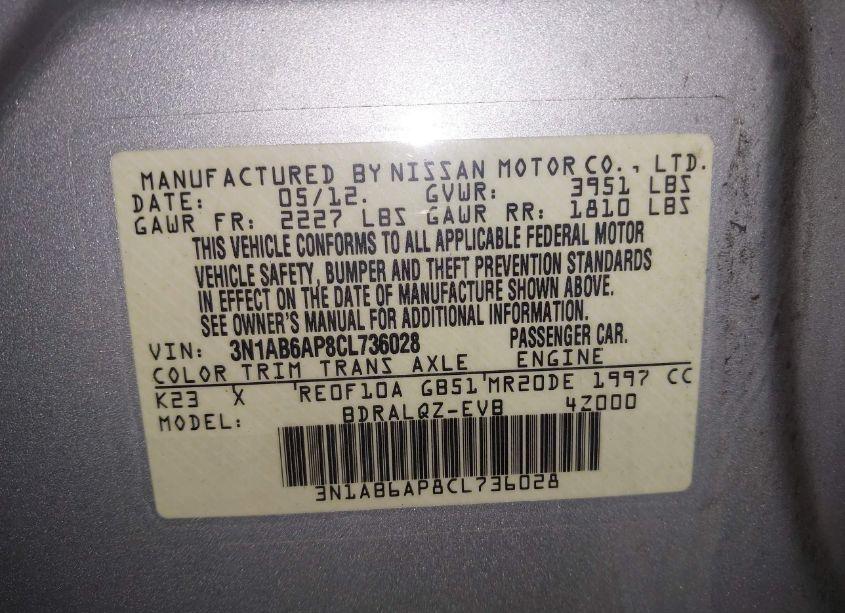 MANUFACTURED BY NISSAN MOTOR CO., LTD.
DATE: 05/12. GVWR: 3951 LBS
GAWR FR: 2227 LBS GAWR RR: 1810 LBS
THIS VEHICLE CONFORMS TO ALL APPLICABLE FEDERAL MOTOR
VEHICLE SAFETY, BUMPER AND THEFT PREVENTION STANDARDS
IN EFFECT ON THE DATE OF MANUFACTURE SHOWN ABOVE.
SEE OWNER'S MANUAL FOR ADDITIONAL INFORMATION.
VIN: 3N1AB6AP8CL736028 PASSENGER CAR.
COLOR TRIM TRANS AXLE ENGINE
K23 X RE0F10A GB51 MR20DE 1997 CC
MODEL: BDRALQZ-EVB 4Z000
3N1AB6AP8CL736028